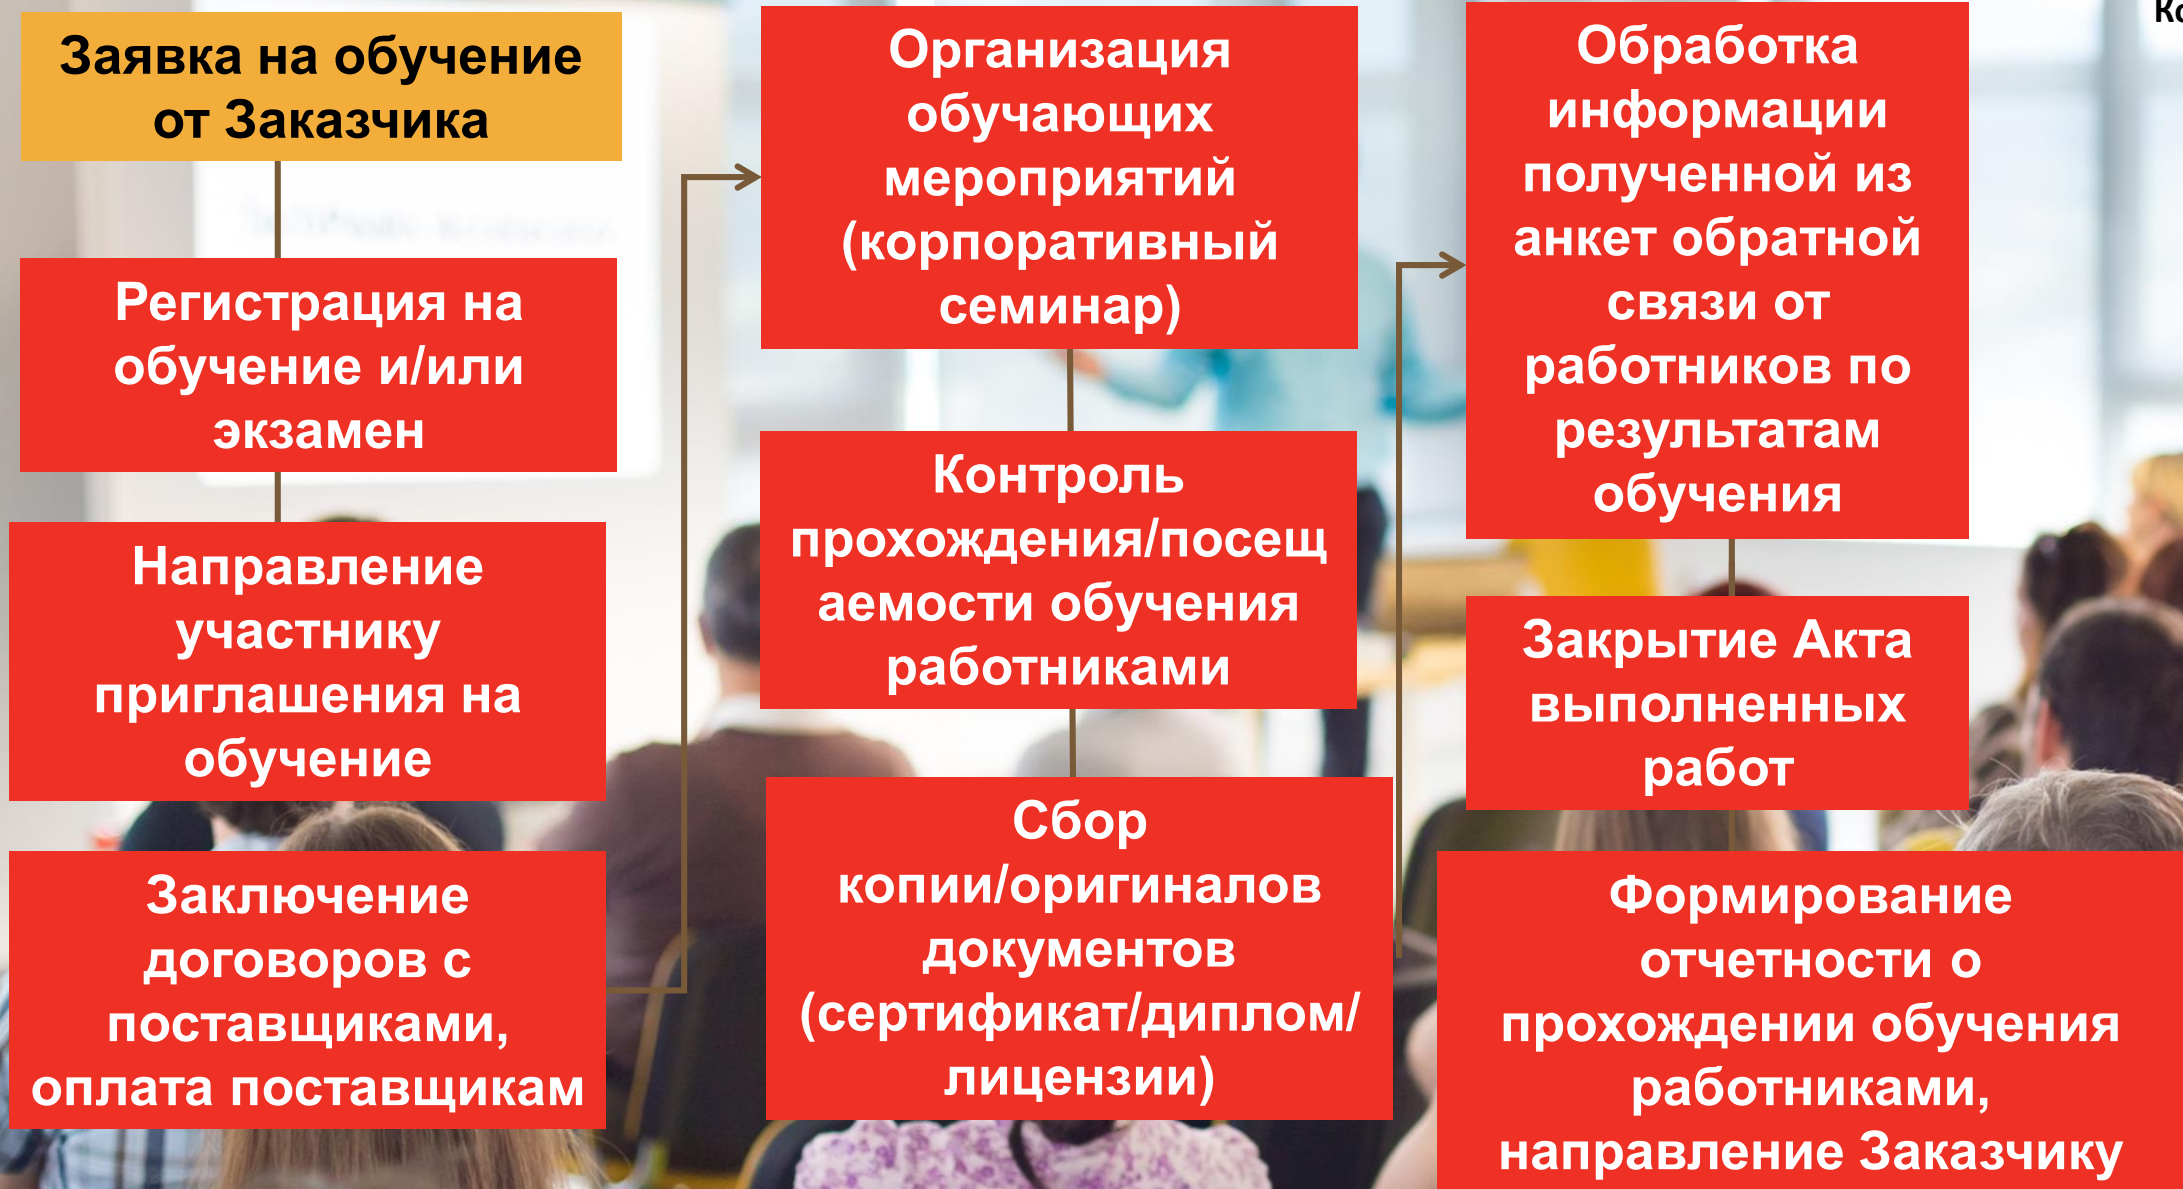 Заявка на обучение
от Заказчика
Регистрация на
обучение и/или
экзамен
Направление
участнику
приглашения на
обучение
Заключение
договоров с
поставщиками,
оплата поставщикам
Организация
обучающих
мероприятий
(корпоративный
семинар)
Контроль
прохождения/посещ
аемости обучения
работниками
Сбор
копии/оригиналов
документов
(сертификат/диплом/
лицензии)
Обработка
информации
полученной из
анкет обратной
связи от
работников по
результатам
обучения
Закрытие Акта
выполненных
работ
Формирование
отчетности о
прохождении обучения
работниками,
направление Заказчику